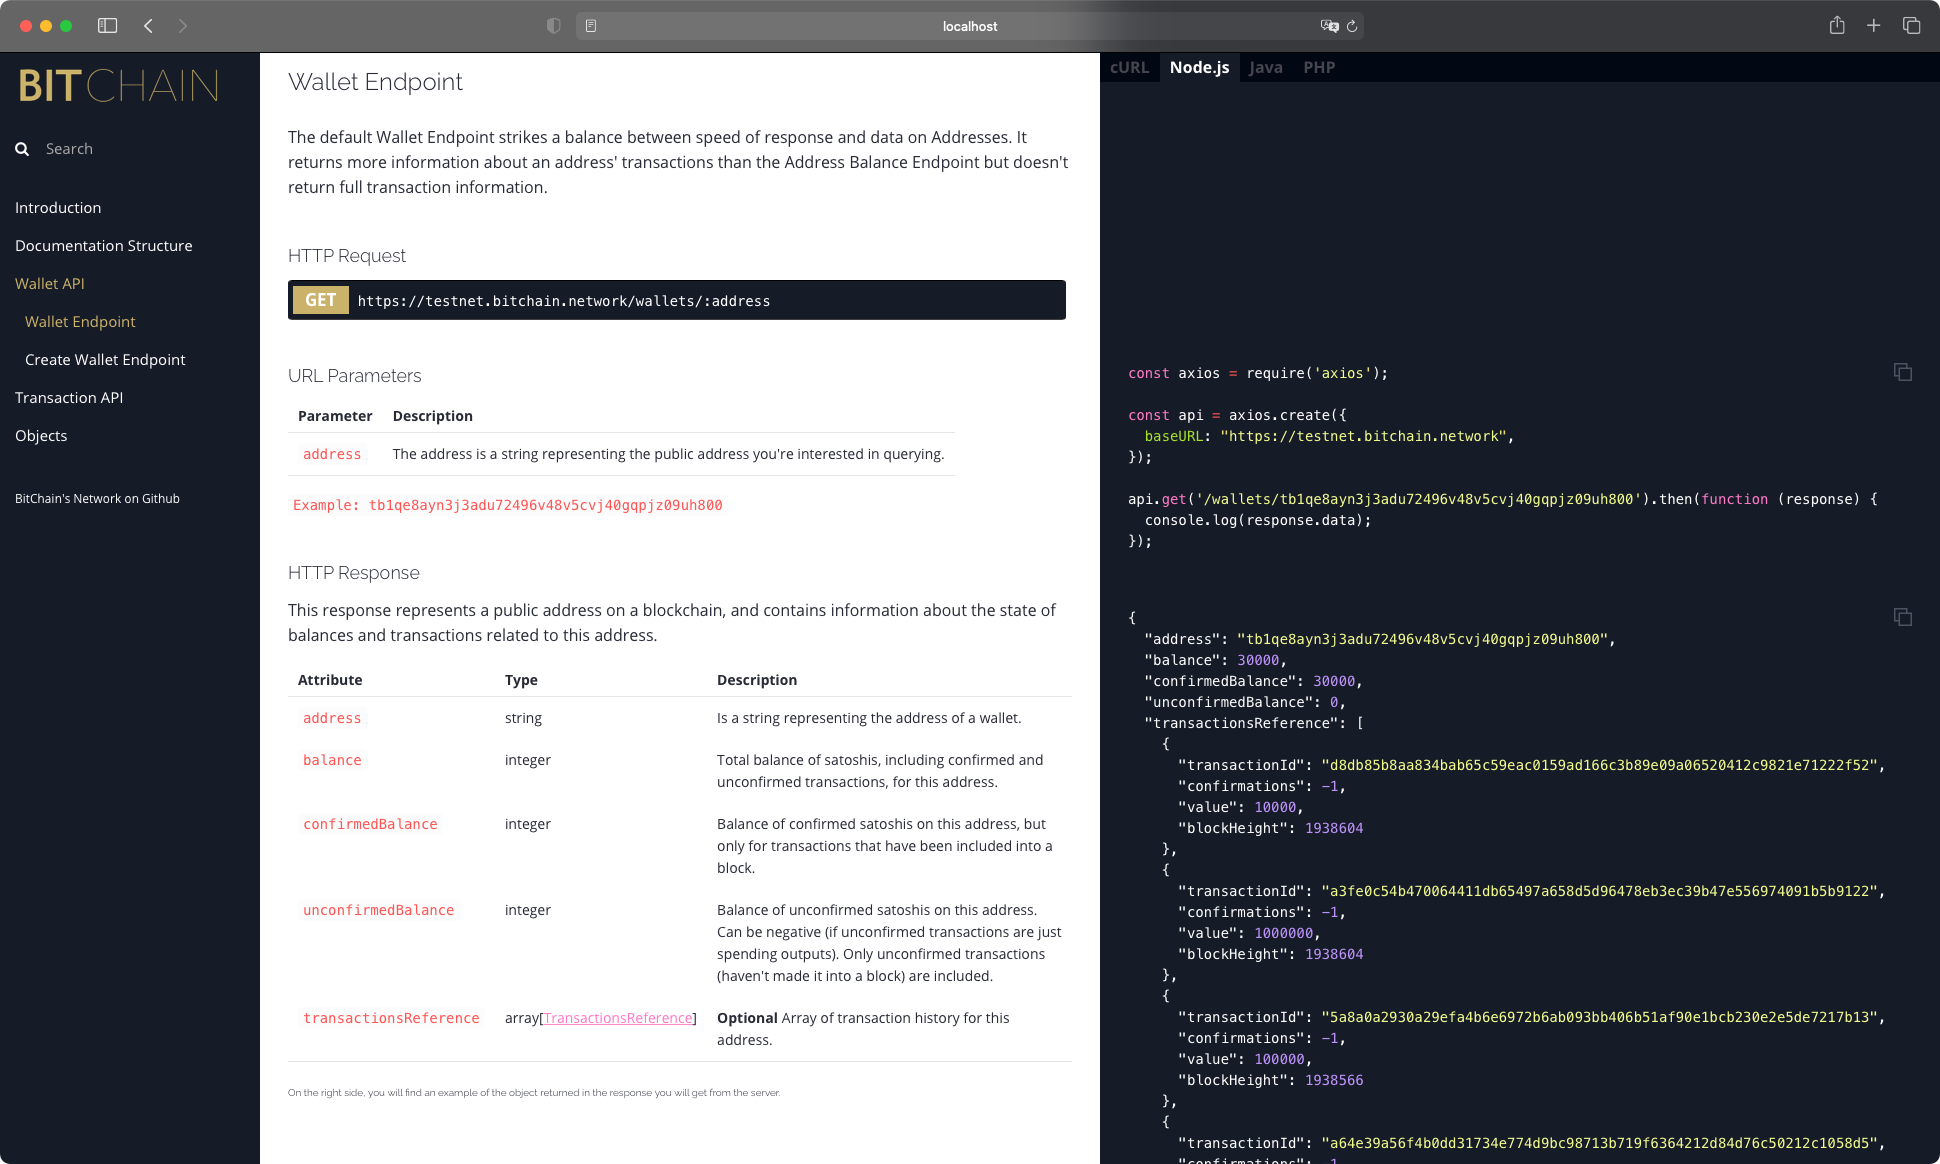 localhost
BITCHAIN
Search
Introduction
Documentation Structure
Wallet API
Wallet Endpoint
Create Wallet Endpoint
Transaction API
Objects
BitChain's Network on Github
Wallet Endpoint
The default Wallet Endpoint strikes a balance between speed of response and data on Addresses. It
returns more information about an address' transactions than the Address Balance Endpoint but doesn't
return full transaction information.
HTTP Request
GET https://testnet.bitchain.network/wallets/:address
URL Parameters
Parameter Description
address The address is a string representing the public address you're interested in querying.
Example: tb1qe8ayn3j3adu72496v48v5cvj40gqpjz09uh800
HTTP Response
This response represents a public address on a blockchain, and contains information about the state of
balances and transactions related to this address.
Attribute Type Description
address string Is a string representing the address of a wallet.
balance integer Total balance of satoshis, including confirmed and
unconfirmed transactions, for this address.
confirmedBalance integer Balance of confirmed satoshis on this address, but
only for transactions that have been included into a
block.
unconfirmedBalance integer Balance of unconfirmed satoshis on this address.
Can be negative (if unconfirmed transactions are just
spending outputs). Only unconfirmed transactions
(haven't made it into a block) are included.
transactionsReference array[TransactionsReference] Optional Array of transaction history for this
address.
On the right side, you will find an example of the object returned in the response you will get from the server.
cURL Node.js Java PHP
const axios = require('axios');
const api = axios.create({
baseURL: "https://testnet.bitchain.network",
});
api.get('/wallets/tb1qe8ayn3j3adu72496v48v5cvj40gqpjz09uh800').then(function (response) {
console.log(response.data);
});
{
"address": "tb1qe8ayn3j3adu72496v48v5cvj40gqpjz09uh800",
"balance": 30000,
"confirmedBalance": 30000,
"unconfirmedBalance": 0,
"transactionsReference": [
{
"transactionId": "d8db85b8aa834bab65c59eac0159ad166c3b89e09a06520412c9821e71222f52",
"confirmations": -1,
"value": 10000,
"blockHeight": 1938604
},
{
"transactionId": "a3fe0c54b470064411db65497a658d5d96478eb3ec39b47e556974091b5b9122",
"confirmations": -1,
"value": 1000000,
"blockHeight": 1938604
},
{
"transactionId": "5a8a0a2930a29efa4b6e6972b6ab093bb406b51af90e1bcb230e2e5de7217b13",
"confirmations": -1,
"value": 100000,
"blockHeight": 1938566
},
{
"transactionId": "a64e39a56f4b0dd31734e774d9bc98713b719f6364212d84d76c50212c1058d5",
"confirmations": -1,